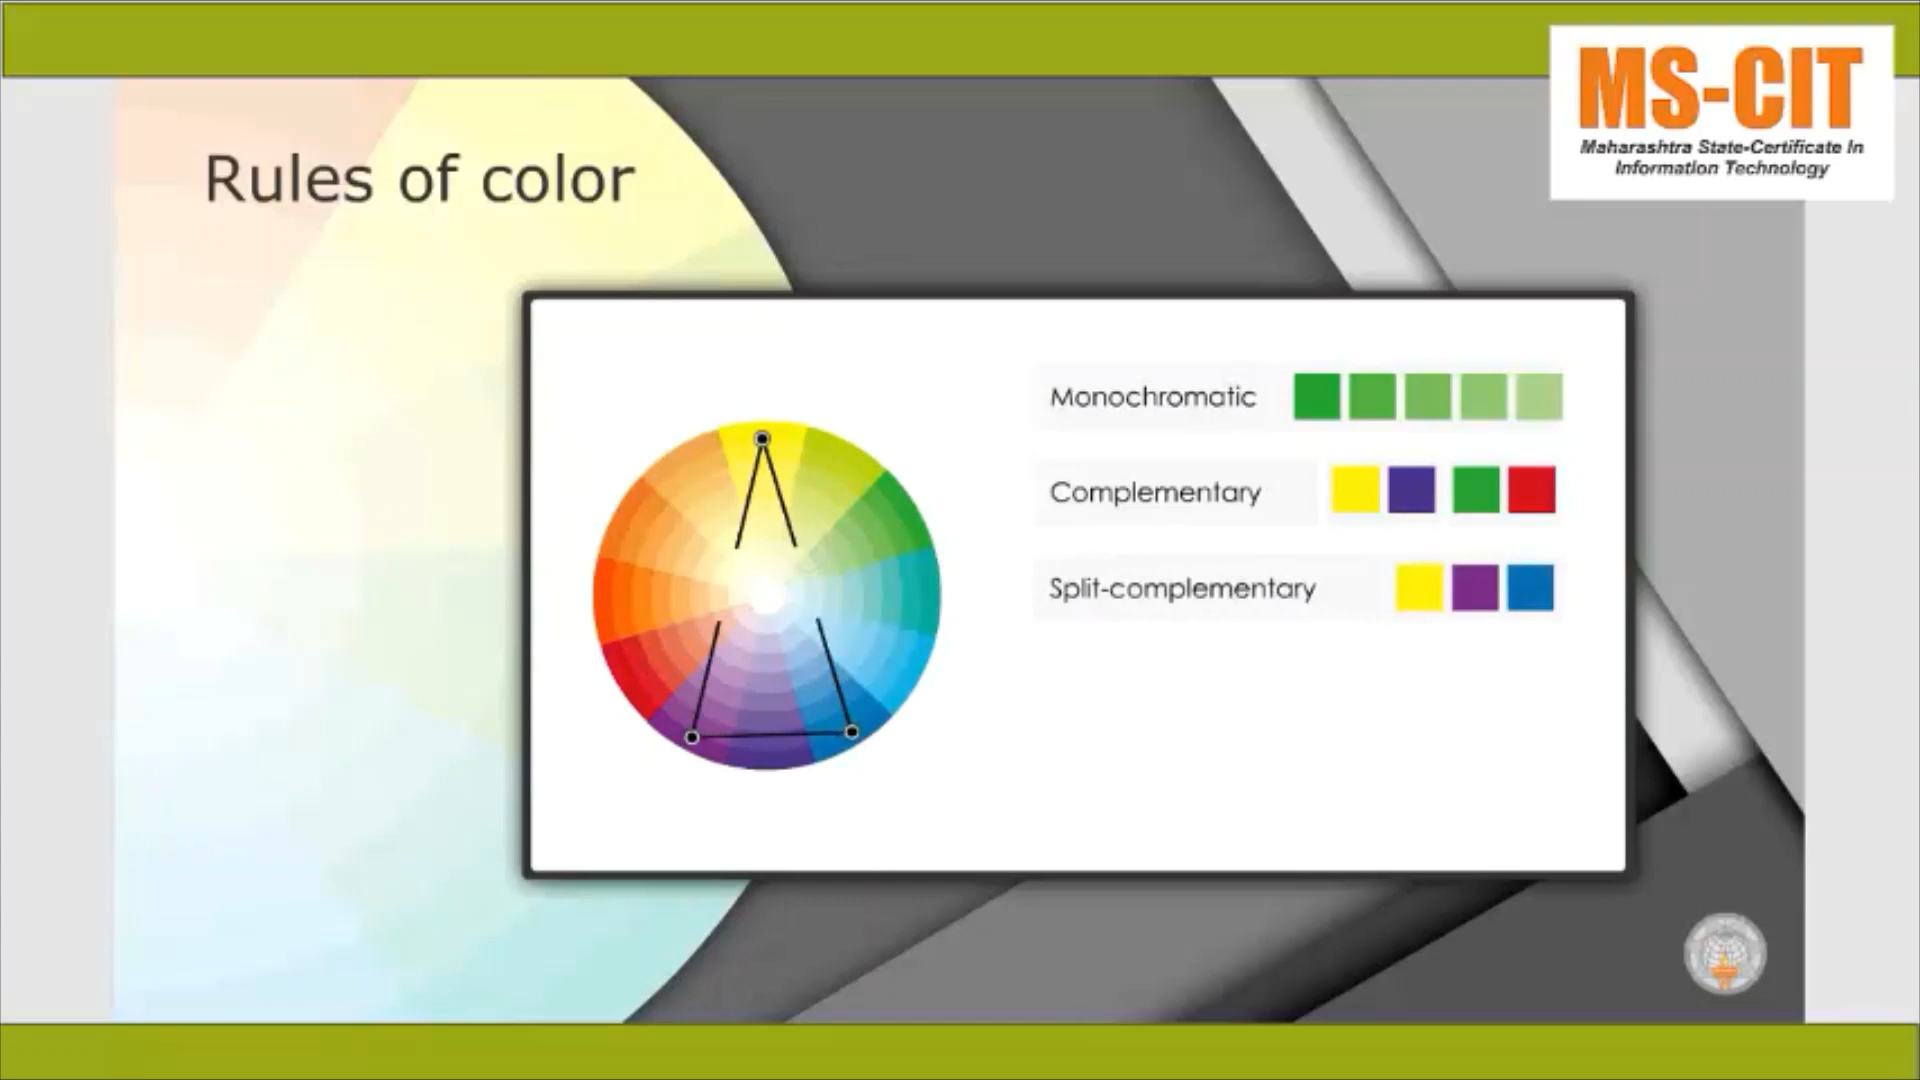 MS-CIT
Maharashtra State-Certificate In
Information Technology
Rules of color
Monochromatic
Complementary
Split-complementary